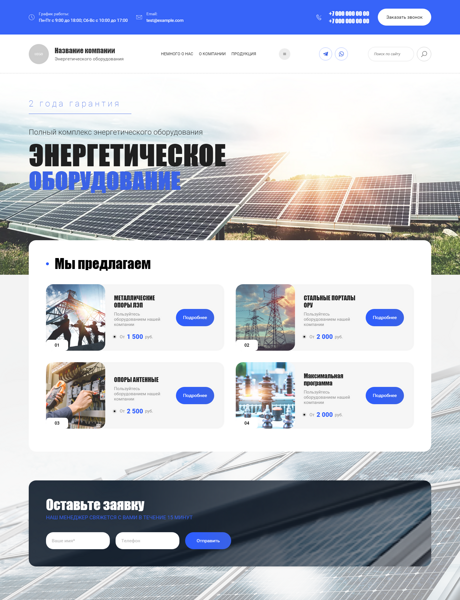 График работы:
Пн-Пт с 9:00 до 18:00; Сб-Вс с 10:00 до 17:00
Email
test@example.com
+7 000 000 00 00
+7 000 000 00 00
Заказать звонок
Название компании
Энергетического оборудования
НЕМНОГО О НАС
О КОМПАНИИ
ПРОДУКЦИЯ
Поиск по сайту
2 года гарантия
Полный комплекс энергетического оборудования
ЭНЕРГЕТИЧЕСКОЕ
ОБОРУДОВАНИЕ
Мы предлагаем
МЕТАЛЛИЧЕСКИЕ
ОПОРЫ ЛЭП
Пользуйтесь
оборудованием нашей
компании
От 1 500 руб.
Подробнее
01
СТАЛЬНЫЕ ПОРТАЛЫ
ОРУ
Пользуйтесь
оборудованием нашей
компании
От 2 000 руб.
Подробнее
02
ОПОРЫ АНТЕННЫЕ
Пользуйтесь
оборудованием нашей
компании
От 2 500 руб.
Подробнее
03
Максимальная
программа
Пользуйтесь
оборудованием нашей
компании
От 2 000 руб.
Подробнее
04
Оставьте заявку
НАШ МЕНЕДЖЕР СВЯЖЕТСЯ С ВАМИ В ТЕЧЕНИЕ 15 МИНУТ
Ваше имя*
Телефон
Отправить